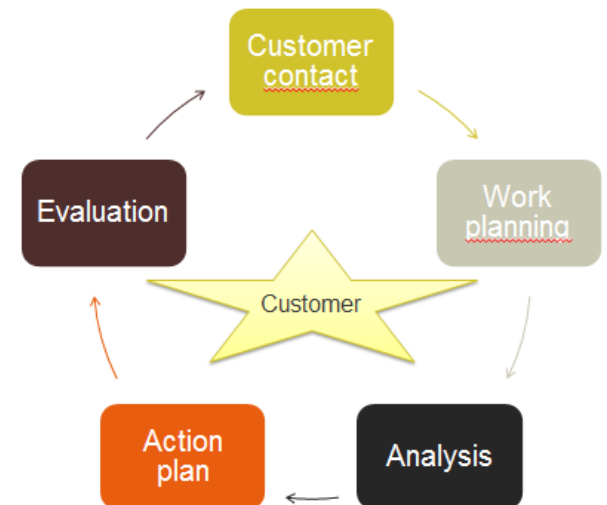 Customer
contact
Work
planning
Analysis
Action
plan
Evaluation
Customer